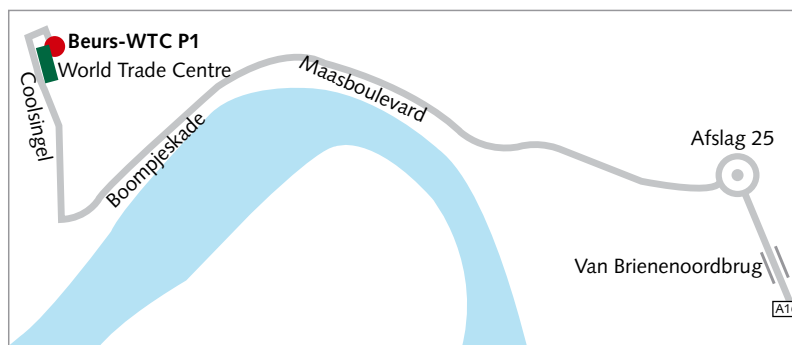 Beurs-WTC P1
World Trade Centre
Coolsingel
Boompjeskade
Maasboulevard
Afslag 25
Van Brienenoordbrug